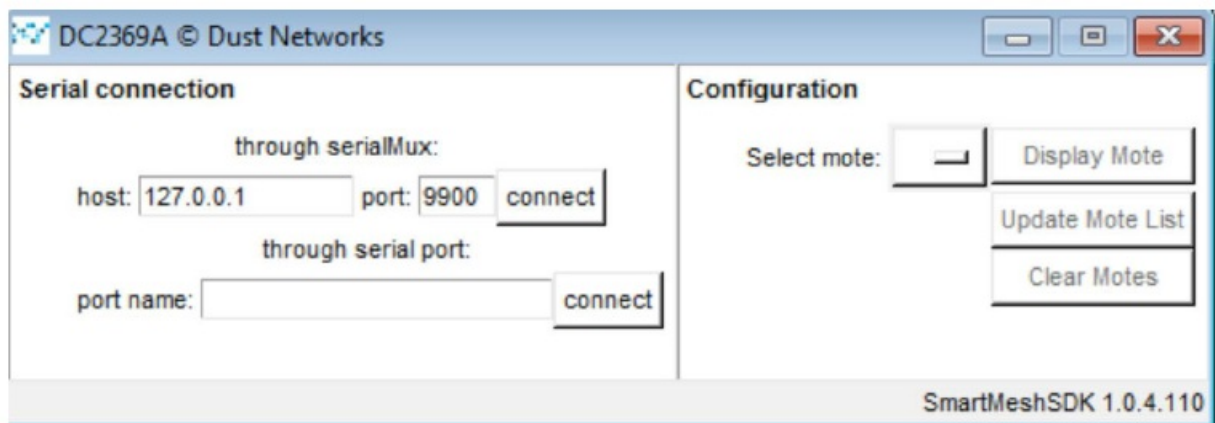 DC2369A © Dust Networks
Serial connection
through serialMux:
host: 127.0.0.1 port: 9900 connect
through serial port:
port name: connect
Configuration
Select mote: Display Mote
Update Mote List
Clear Motes
SmartMeshSDK 1.0.4.110